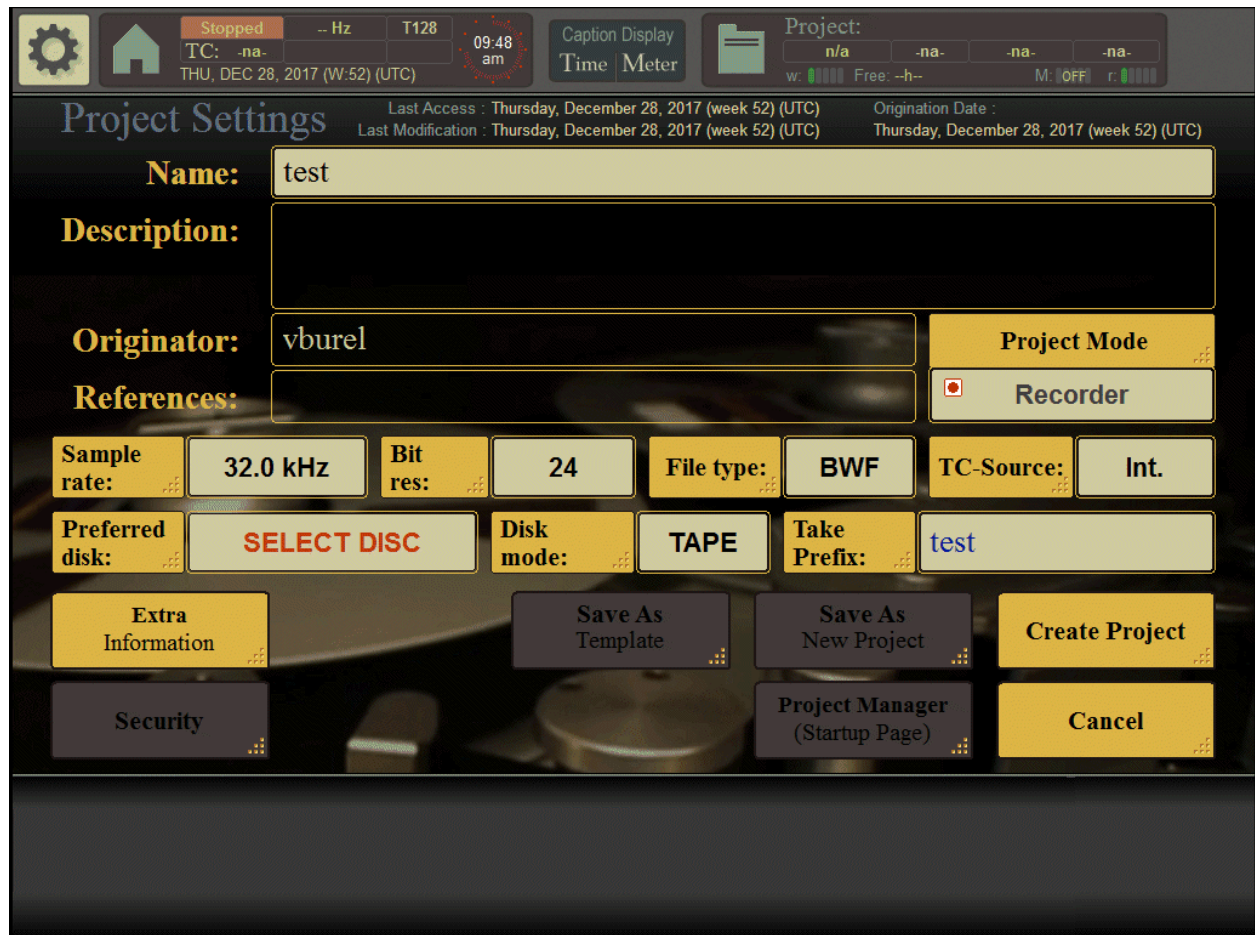 Stopped -- Hz T128
TC: -na-
THU, DEC 28, 2017 (W:52) (UTC)
09:48
am
Caption Display
Time Meter
Project:
n/a -na- -na- -na-
w: Free: --h-- M: OFF r:
Project Settings
Last Access : Thursday, December 28, 2017 (week 52) (UTC)
Last Modification : Thursday, December 28, 2017 (week 52) (UTC)
Origination Date :
Thursday, December 28, 2017 (week 52) (UTC)
Name: test
Description:
Originator: vburel
Project Mode
References:
Recorder
Sample
rate:
32.0 kHz
Bit
res:
24
File type: BWF
TC-Source: Int.
Preferred
disk:
SELECT DISC
Disk
mode:
TAPE
Take
Prefix:
test
Extra
Information
Save As
Template
Save As
New Project
Create Project
Security
Project Manager
(Startup Page)
Cancel